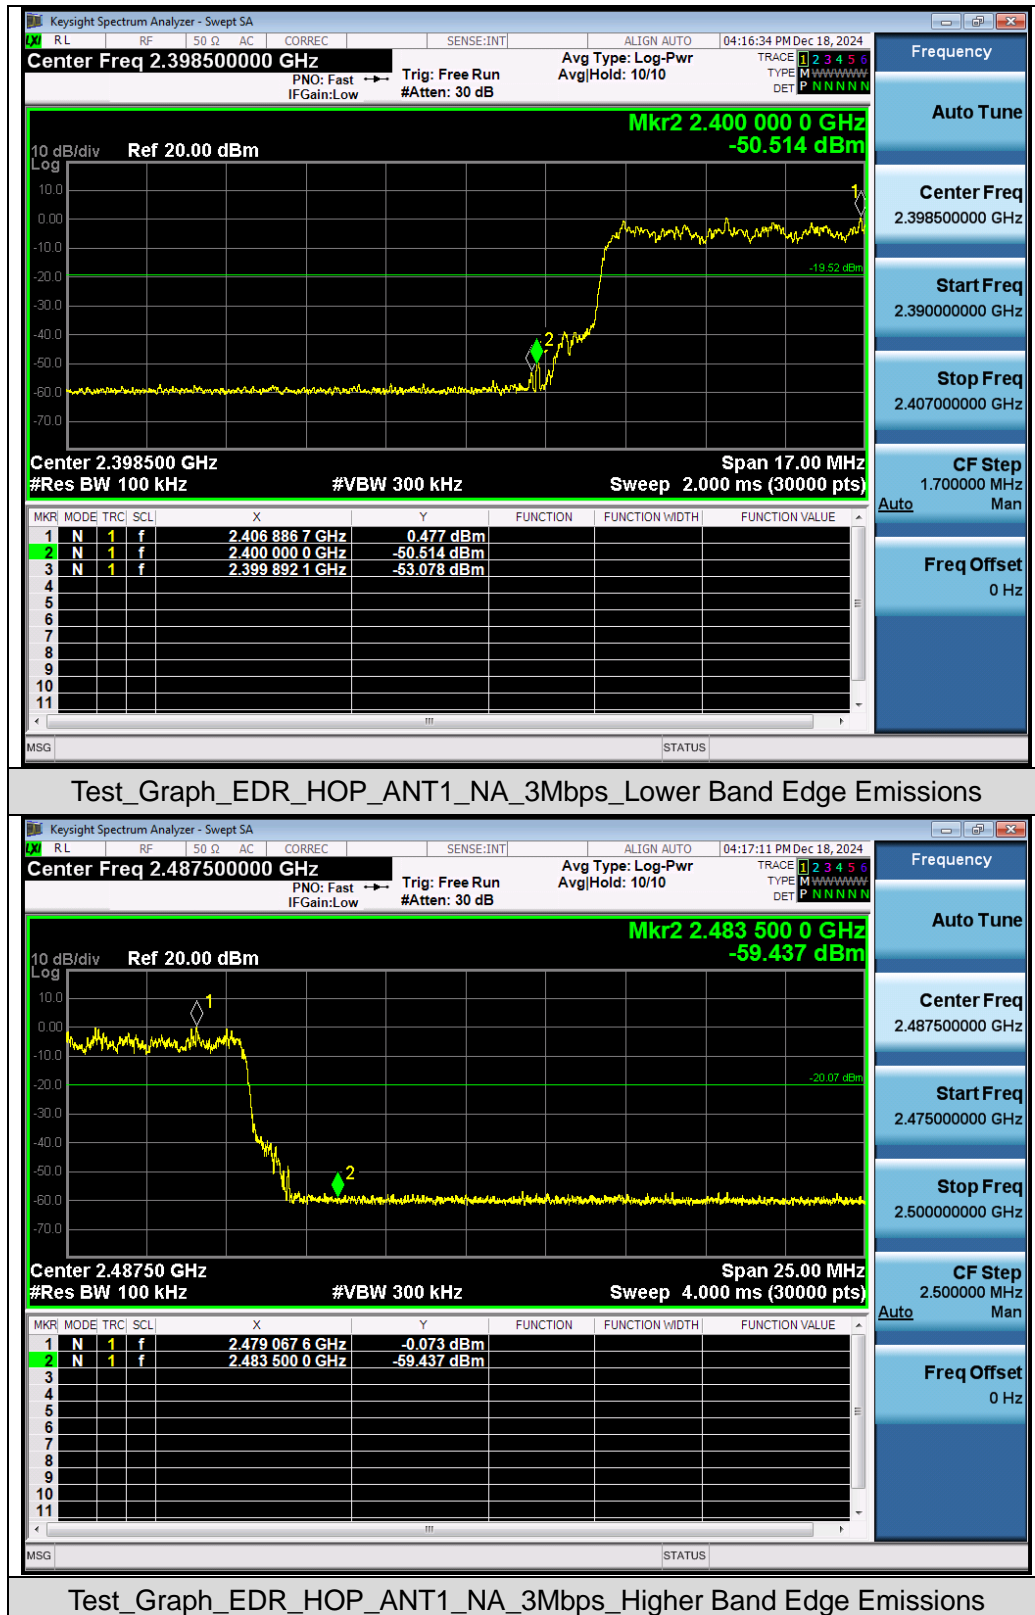 Keysight Spectrum Analyzer - Swept SA
LXI RL RF 50 Ω AC CORREC SENSE:INT ALIGN AUTO 04:16:34 PM Dec 18, 2024
Center Freq 2.398500000 GHz Avg Type: Log-Pwr TRACE 1 2 3 4 5 6
PNO: Fast Trig: Free Run Avg|Hold: 10/10 TYPE M WWWWW
IFGain:Low #Atten: 30 dB DET P N N N N N
Mkr2 2.400 000 0 GHz
-50.514 dBm
10 dB/div Ref 20.00 dBm
Log
10.0
0.00
-10.0
-20.0
-30.0
-40.0
-50.0
-60.0
-70.0
1
-19.52 dBm
2
Center 2.398500 GHz Span 17.00 MHz
#Res BW 100 kHz #VBW 300 kHz Sweep 2.000 ms (30000 pts)
MKR MODE TRC SCL X Y FUNCTION FUNCTION WIDTH FUNCTION VALUE
1 N 1 f 2.406 886 7 GHz 0.477 dBm
2 N 1 f 2.400 000 0 GHz -50.514 dBm
3 N 1 f 2.399 892 1 GHz -53.078 dBm
4
5
6
7
8
9
10
11
MSG STATUS
Frequency
Auto Tune
Center Freq
2.398500000 GHz
Start Freq
2.390000000 GHz
Stop Freq
2.407000000 GHz
CF Step
1.700000 MHz
Auto Man
Freq Offset
0 Hz
Test_Graph_EDR_HOP_ANT1_NA_3Mbps_Lower Band Edge Emissions
Keysight Spectrum Analyzer - Swept SA
LXI RL RF 50 Ω AC CORREC SENSE:INT ALIGN AUTO 04:17:11 PM Dec 18, 2024
Center Freq 2.487500000 GHz Avg Type: Log-Pwr TRACE 1 2 3 4 5 6
PNO: Fast Trig: Free Run Avg|Hold: 10/10 TYPE M WWWWW
IFGain:Low #Atten: 30 dB DET P N N N N N
Mkr2 2.483 500 0 GHz
-59.437 dBm
10 dB/div Ref 20.00 dBm
Log
10.0
0.00
-10.0
-20.0
-30.0
-40.0
-50.0
-60.0
-70.0
1
-20.07 dBm
2
Center 2.48750 GHz Span 25.00 MHz
#Res BW 100 kHz #VBW 300 kHz Sweep 4.000 ms (30000 pts)
MKR MODE TRC SCL X Y FUNCTION FUNCTION WIDTH FUNCTION VALUE
1 N 1 f 2.479 067 6 GHz -0.073 dBm
2 N 1 f 2.483 500 0 GHz -59.437 dBm
3
4
5
6
7
8
9
10
11
MSG STATUS
Frequency
Auto Tune
Center Freq
2.487500000 GHz
Start Freq
2.475000000 GHz
Stop Freq
2.500000000 GHz
CF Step
2.500000 MHz
Auto Man
Freq Offset
0 Hz
Test_Graph_EDR_HOP_ANT1_NA_3Mbps_Higher Band Edge Emissions